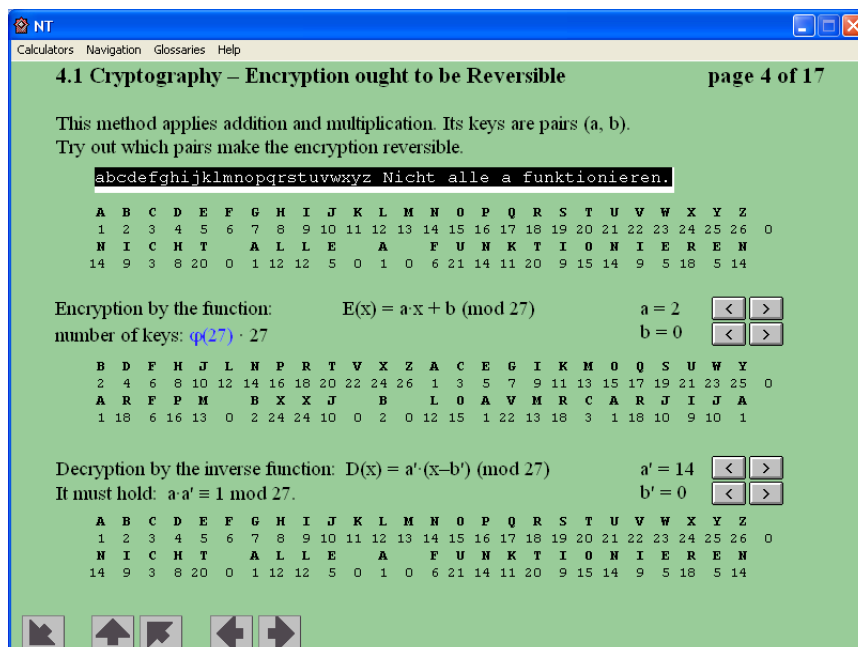 NT
Calculators Navigation Glossaries Help
4.1 Cryptography – Encryption ought to be Reversible page 4 of 17
This method applies addition and multiplication. Its keys are pairs (a, b).
Try out which pairs make the encryption reversible.
abcdefghijklmnopqrstuvwxyz Nicht alle a funktionieren.
A B C D E F G H I J K L M N O P Q R S T U V W X Y Z
1 2 3 4 5 6 7 8 9 10 11 12 13 14 15 16 17 18 19 20 21 22 23 24 25 26 0
N I C H T A L L E A F U N K T I O N I E R E N
14 9 3 8 20 0 1 12 12 5 0 1 0 6 21 14 11 20 9 15 14 9 5 18 5 14
Encryption by the function: E(x) = a·x + b (mod 27) a = 2 < >
number of keys: φ(27) · 27 b = 0 < >
B D F H J L N P R T V X Z A C E G I K M O Q S U W Y
2 4 6 8 10 12 14 16 18 20 22 24 26 1 3 5 7 9 11 13 15 17 19 21 23 25 0
A R F P M B X X J B L O A V M R C A R J I J A
1 18 6 16 13 0 2 24 24 10 0 2 0 12 15 1 22 13 18 3 1 18 10 9 10 1
Decryption by the inverse function: D(x) = a'·(x–b') (mod 27) a' = 14 < >
It must hold: a·a' ≡ 1 mod 27. b' = 0 < >
A B C D E F G H I J K L M N O P Q R S T U V W X Y Z
1 2 3 4 5 6 7 8 9 10 11 12 13 14 15 16 17 18 19 20 21 22 23 24 25 26 0
N I C H T A L L E A F U N K T I O N I E R E N
14 9 3 8 20 0 1 12 12 5 0 1 0 6 21 14 11 20 9 15 14 9 5 18 5 14